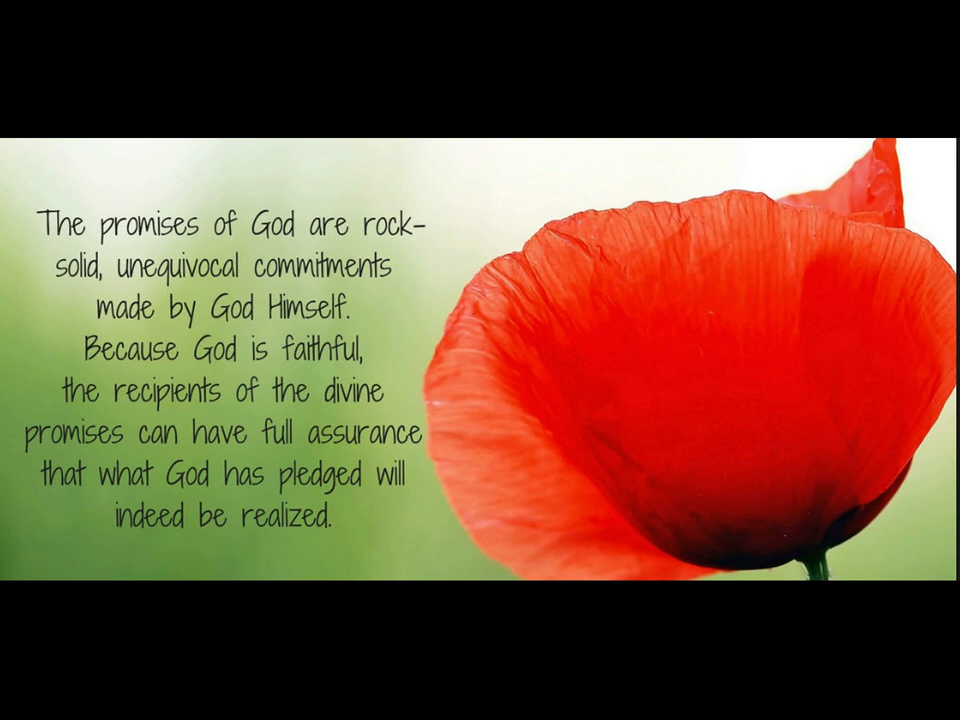 The promises of God are rock-
solid, unequivocal commitments
made by God Himself.
Because God is faithful,
the recipients of the divine
promises can have full assurance
that what God has pledged will
indeed be realized.